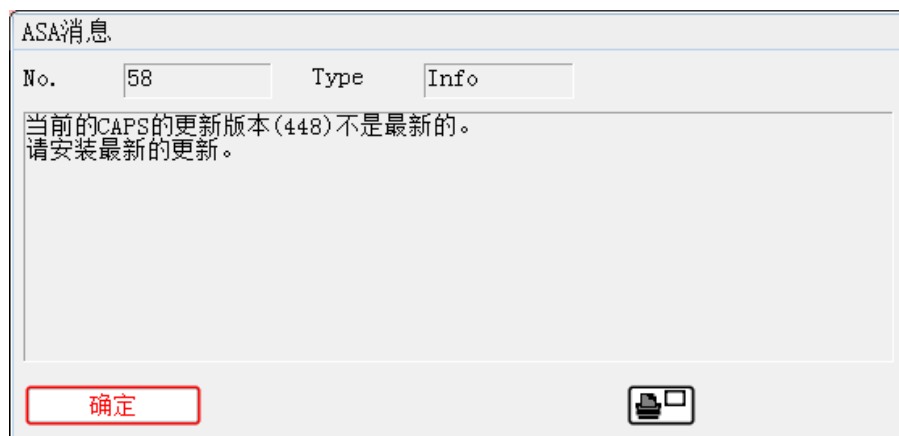 ASA消息
No. 58 Type Info
当前的CAPS的更新版本(448)不是最新的。
请安装最新的更新。
确定